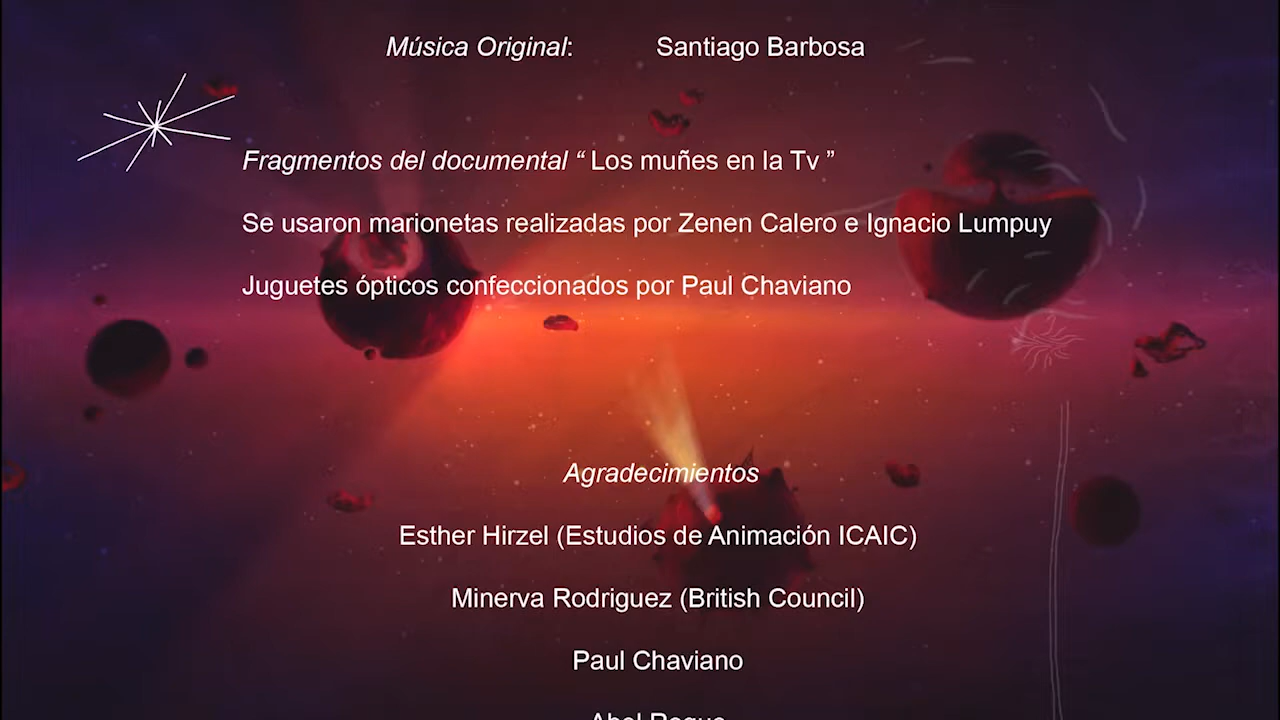 Música Original: Santiago Barbosa
Fragmentos del documental “ Los muñes en la Tv ”
Se usaron marionetas realizadas por Zenen Calero e Ignacio Lumpuy
Juguetes ópticos confeccionados por Paul Chaviano
Agradecimientos
Esther Hirzel (Estudios de Animación ICAIC)
Minerva Rodriguez (British Council)
Paul Chaviano